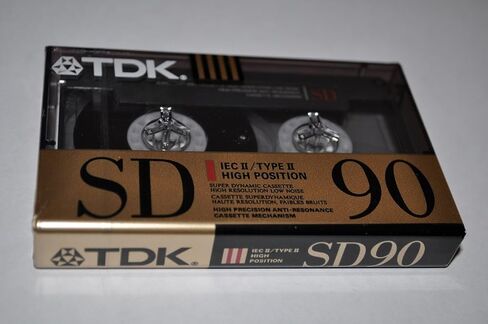 TDK.
SD
SD
IEC II / TYPE II
HIGH POSITION
SUPER DYNAMIC CASSETTE
HIGH RESOLUTION LOW NOISE
CASSETTE SUPERDYNAMIQUE
HAUTE RESOLUTION, FAIBLES BRUITS
HIGH PRECISION ANTI-RESONANCE
CASSETTE MECHANISM
90
TDK.
IEC II / TYPE II
HIGH
POSITION
SD90